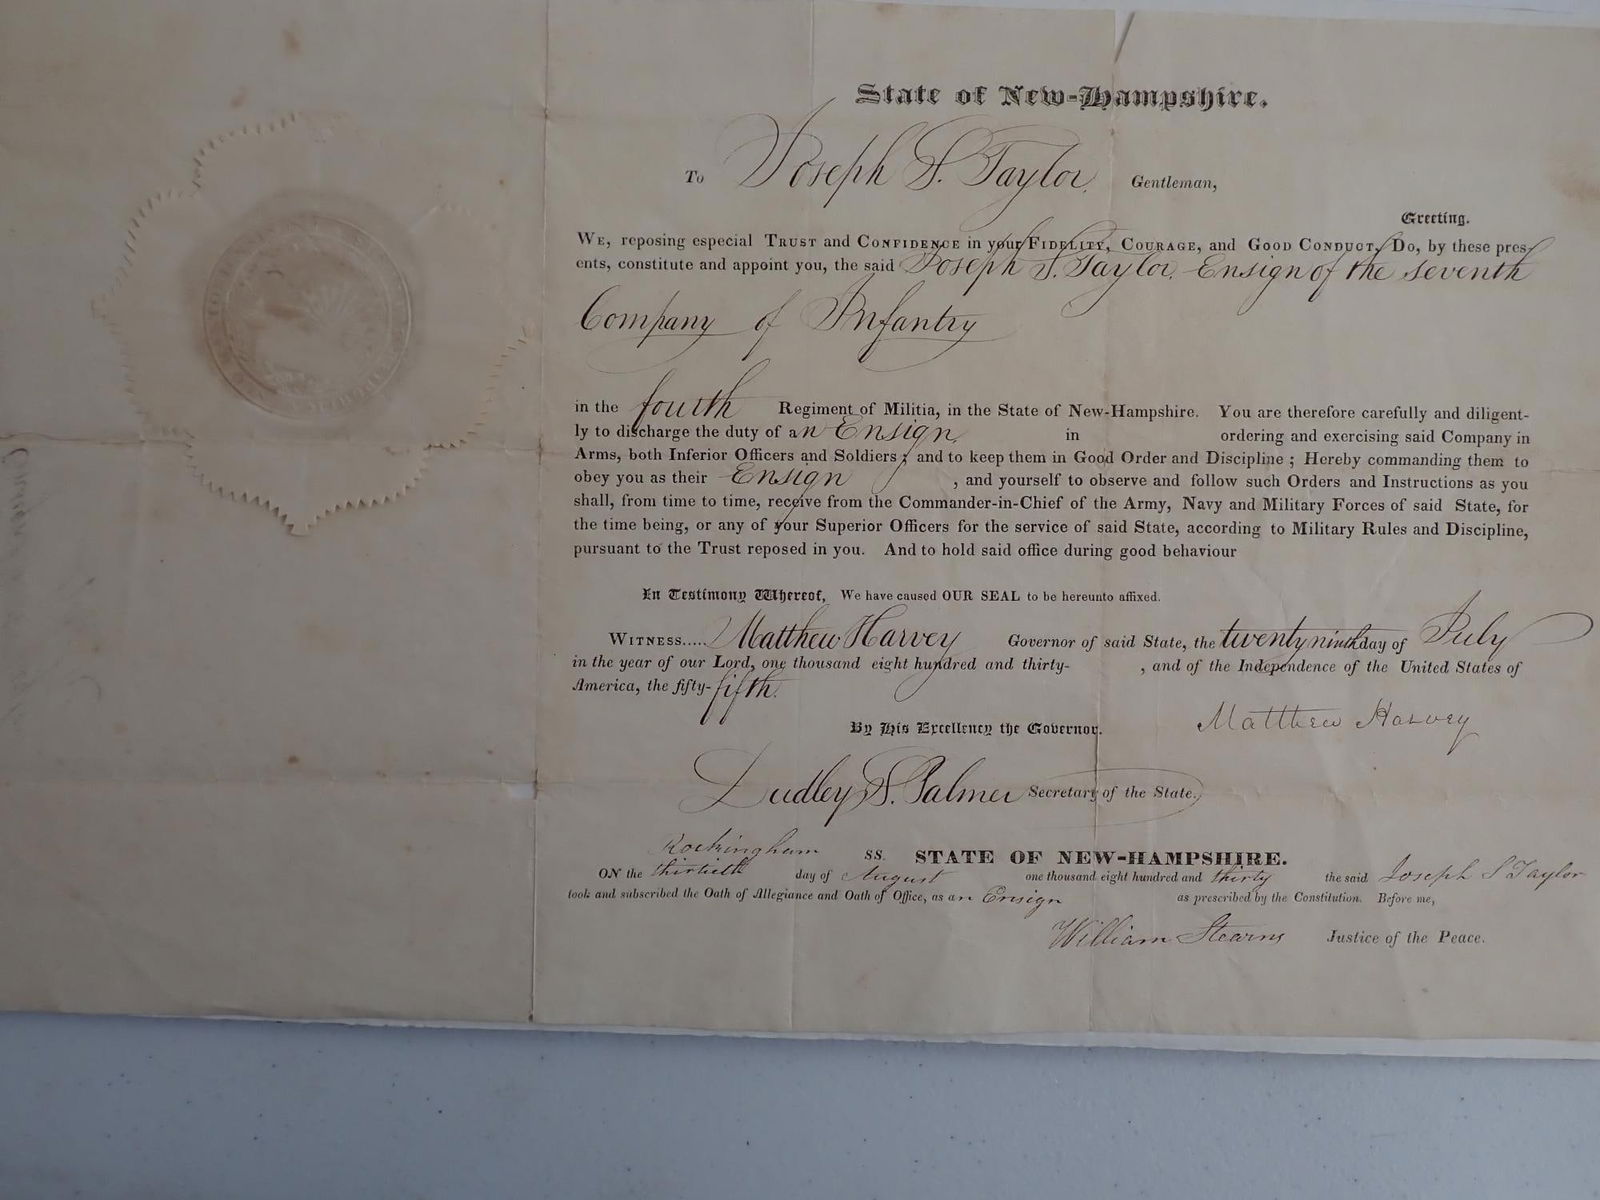 State of New-Hampshire.
To Joseph S. Taylor. Gentleman,
Greeting.
WE, reposing especial TRUST and CONFIDENCE in your FIDELITY, COURAGE, and GOOD CONDUCT, Do, by these pres-
ents, constitute and appoint you, the said Joseph S. Taylor. Ensign of the seventh
Company of Infantry
in the fourth Regiment of Militia, in the State of New-Hampshire. You are therefore carefully and diligent-
ly to discharge the duty of an Ensign in ordering and exercising said Company in
Arms, both Inferior Officers and Soldiers; and to keep them in Good Order and Discipline; Hereby commanding them to
obey you as their Ensign, and yourself to observe and follow such Orders and Instructions as you
shall, from time to time, receive from the Commander-in-Chief of the Army, Navy and Military Forces of said State, for
the time being, or any of your Superior Officers for the service of said State, according to Military Rules and Discipline,
pursuant to the Trust reposed in you. And to hold said office during good behaviour
In Testimony Whereof, We have caused OUR SEAL to be hereunto affixed.
WITNESS..... Matthew Harvey Governor of said State, the twenty ninth day of July
in the year of our Lord, one thousand eight hundred and thirty- , and of the Independence of the United States of
America, the fifty-fifth.
By His Excellency the Governor. Matthew Harvey
Dudley S. Palmer Secretary of the State.
Rockingham SS. STATE OF NEW-HAMPSHIRE.
ON the thirtieth day of August one thousand eight hundred and thirty the said Joseph S Taylor
took and subscribed the Oath of Allegiance and Oath of Office, as an Ensign as prescribed by the Constitution. Before me,
William Stearns Justice of the Peace.